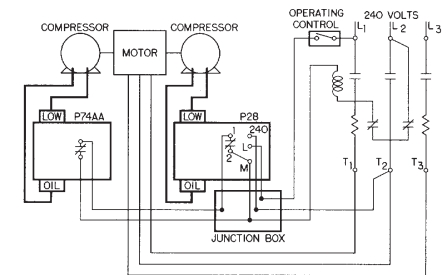 OPERATING
CONTROL
240 VOLTS
L1
L2
L3
COMPRESSOR
COMPRESSOR
MOTOR
LOW
P74AA
LOW
P28
1
240
2
L
M
OIL
OIL
T1
T2
T3
JUNCTION BOX